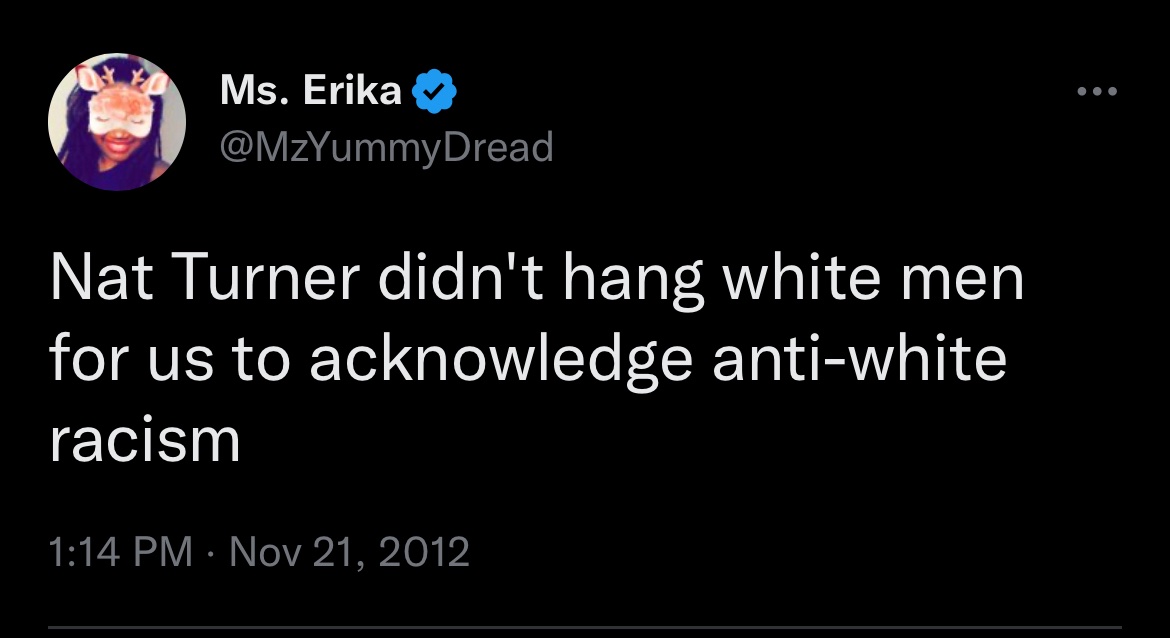 Ms. Erika
@MzYummyDread
Nat Turner didn't hang white men
for us to acknowledge anti-white
racism
1:14 PM · Nov 21, 2012